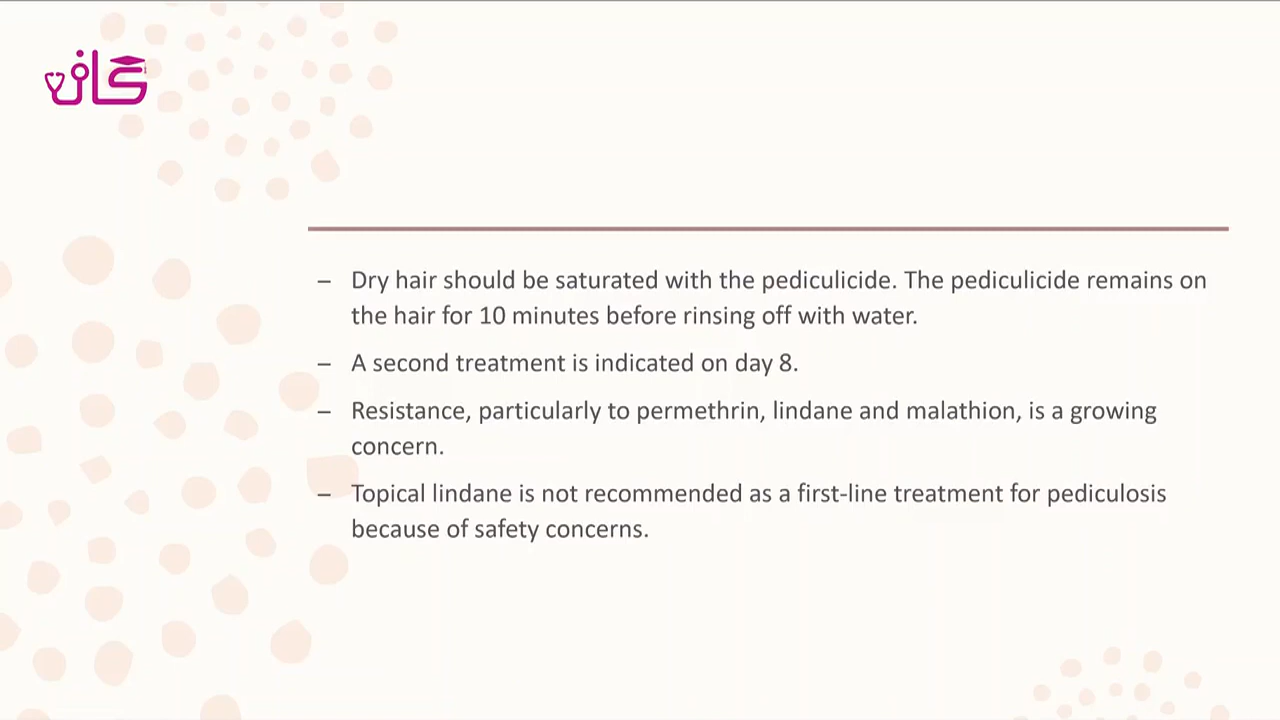 كان
– Dry hair should be saturated with the pediculicide. The pediculicide remains on
the hair for 10 minutes before rinsing off with water.
– A second treatment is indicated on day 8.
– Resistance, particularly to permethrin, lindane and malathion, is a growing
concern.
– Topical lindane is not recommended as a first-line treatment for pediculosis
because of safety concerns.